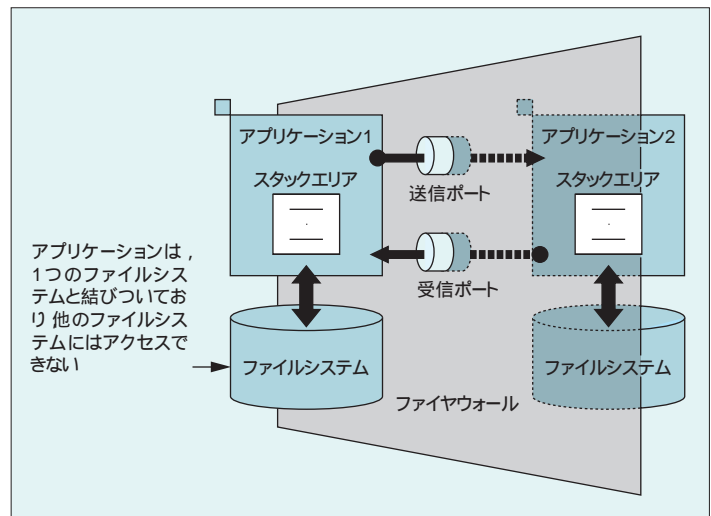 アプリケーション1
アプリケーション2
スタックエリア
スタックエリア
送信ポート
受信ポート
アプリケーションは，
1つのファイルシス
テムと結びついてお
り 他のファイルシス
テムにはアクセスで
きない
ファイルシステム
ファイルシステム
ファイヤウォール